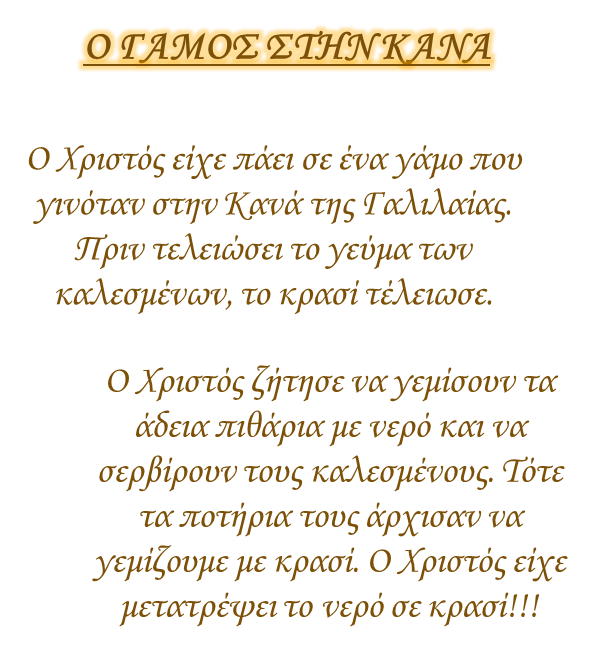 Ο ΓΑΜΟΣ ΣΤΗΝ ΚΑΝΑ
Ο Χριστός είχε πάει σε ένα γάμο που
γινόταν στην Κανά της Γαλιλαίας.
Πριν τελειώσει το γεύμα των
καλεσμένων, το κρασί τέλειωσε.
Ο Χριστός ζήτησε να γεμίσουν τα
άδεια πιθάρια με νερό και να
σερβίρουν τους καλεσμένους. Τότε
τα ποτήρια τους άρχισαν να
γεμίζουμε με κρασί. Ο Χριστός είχε
μετατρέψει το νερό σε κρασί!!!